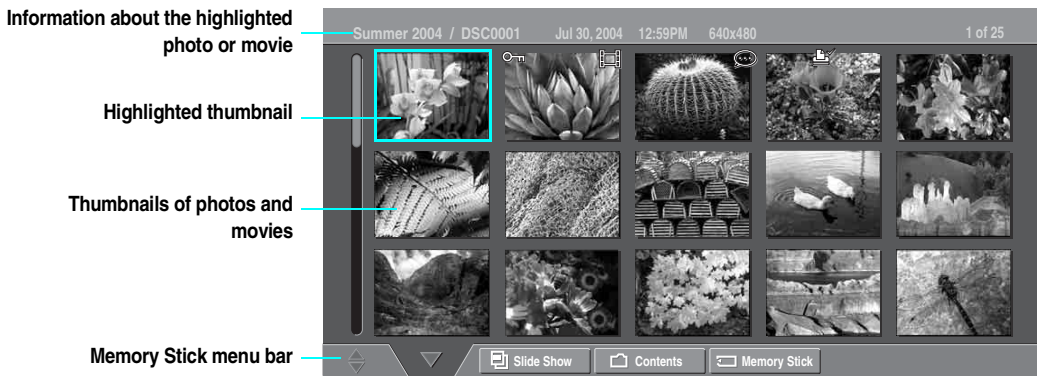 Information about the highlighted
photo or movie
Summer 2004 / DSC0001 Jul 30, 2004 12:59PM 640x480 1 of 25
Highlighted thumbnail
Thumbnails of photos and
movies
Memory Stick menu bar
Slide Show Contents Memory Stick